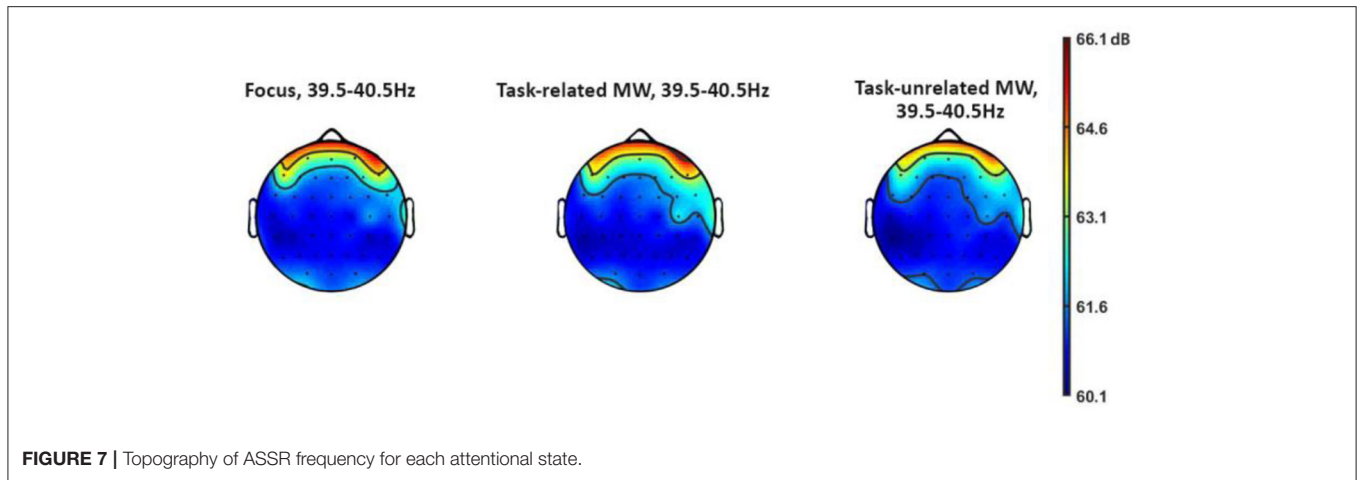 66.1 dB
Focus, 39.5-40.5Hz
Task-related MW, 39.5-40.5Hz
Task-unrelated MW,
39.5-40.5Hz
64.6
63.1
61.6
60.1
FIGURE 7 | Topography of ASSR frequency for each attentional state.